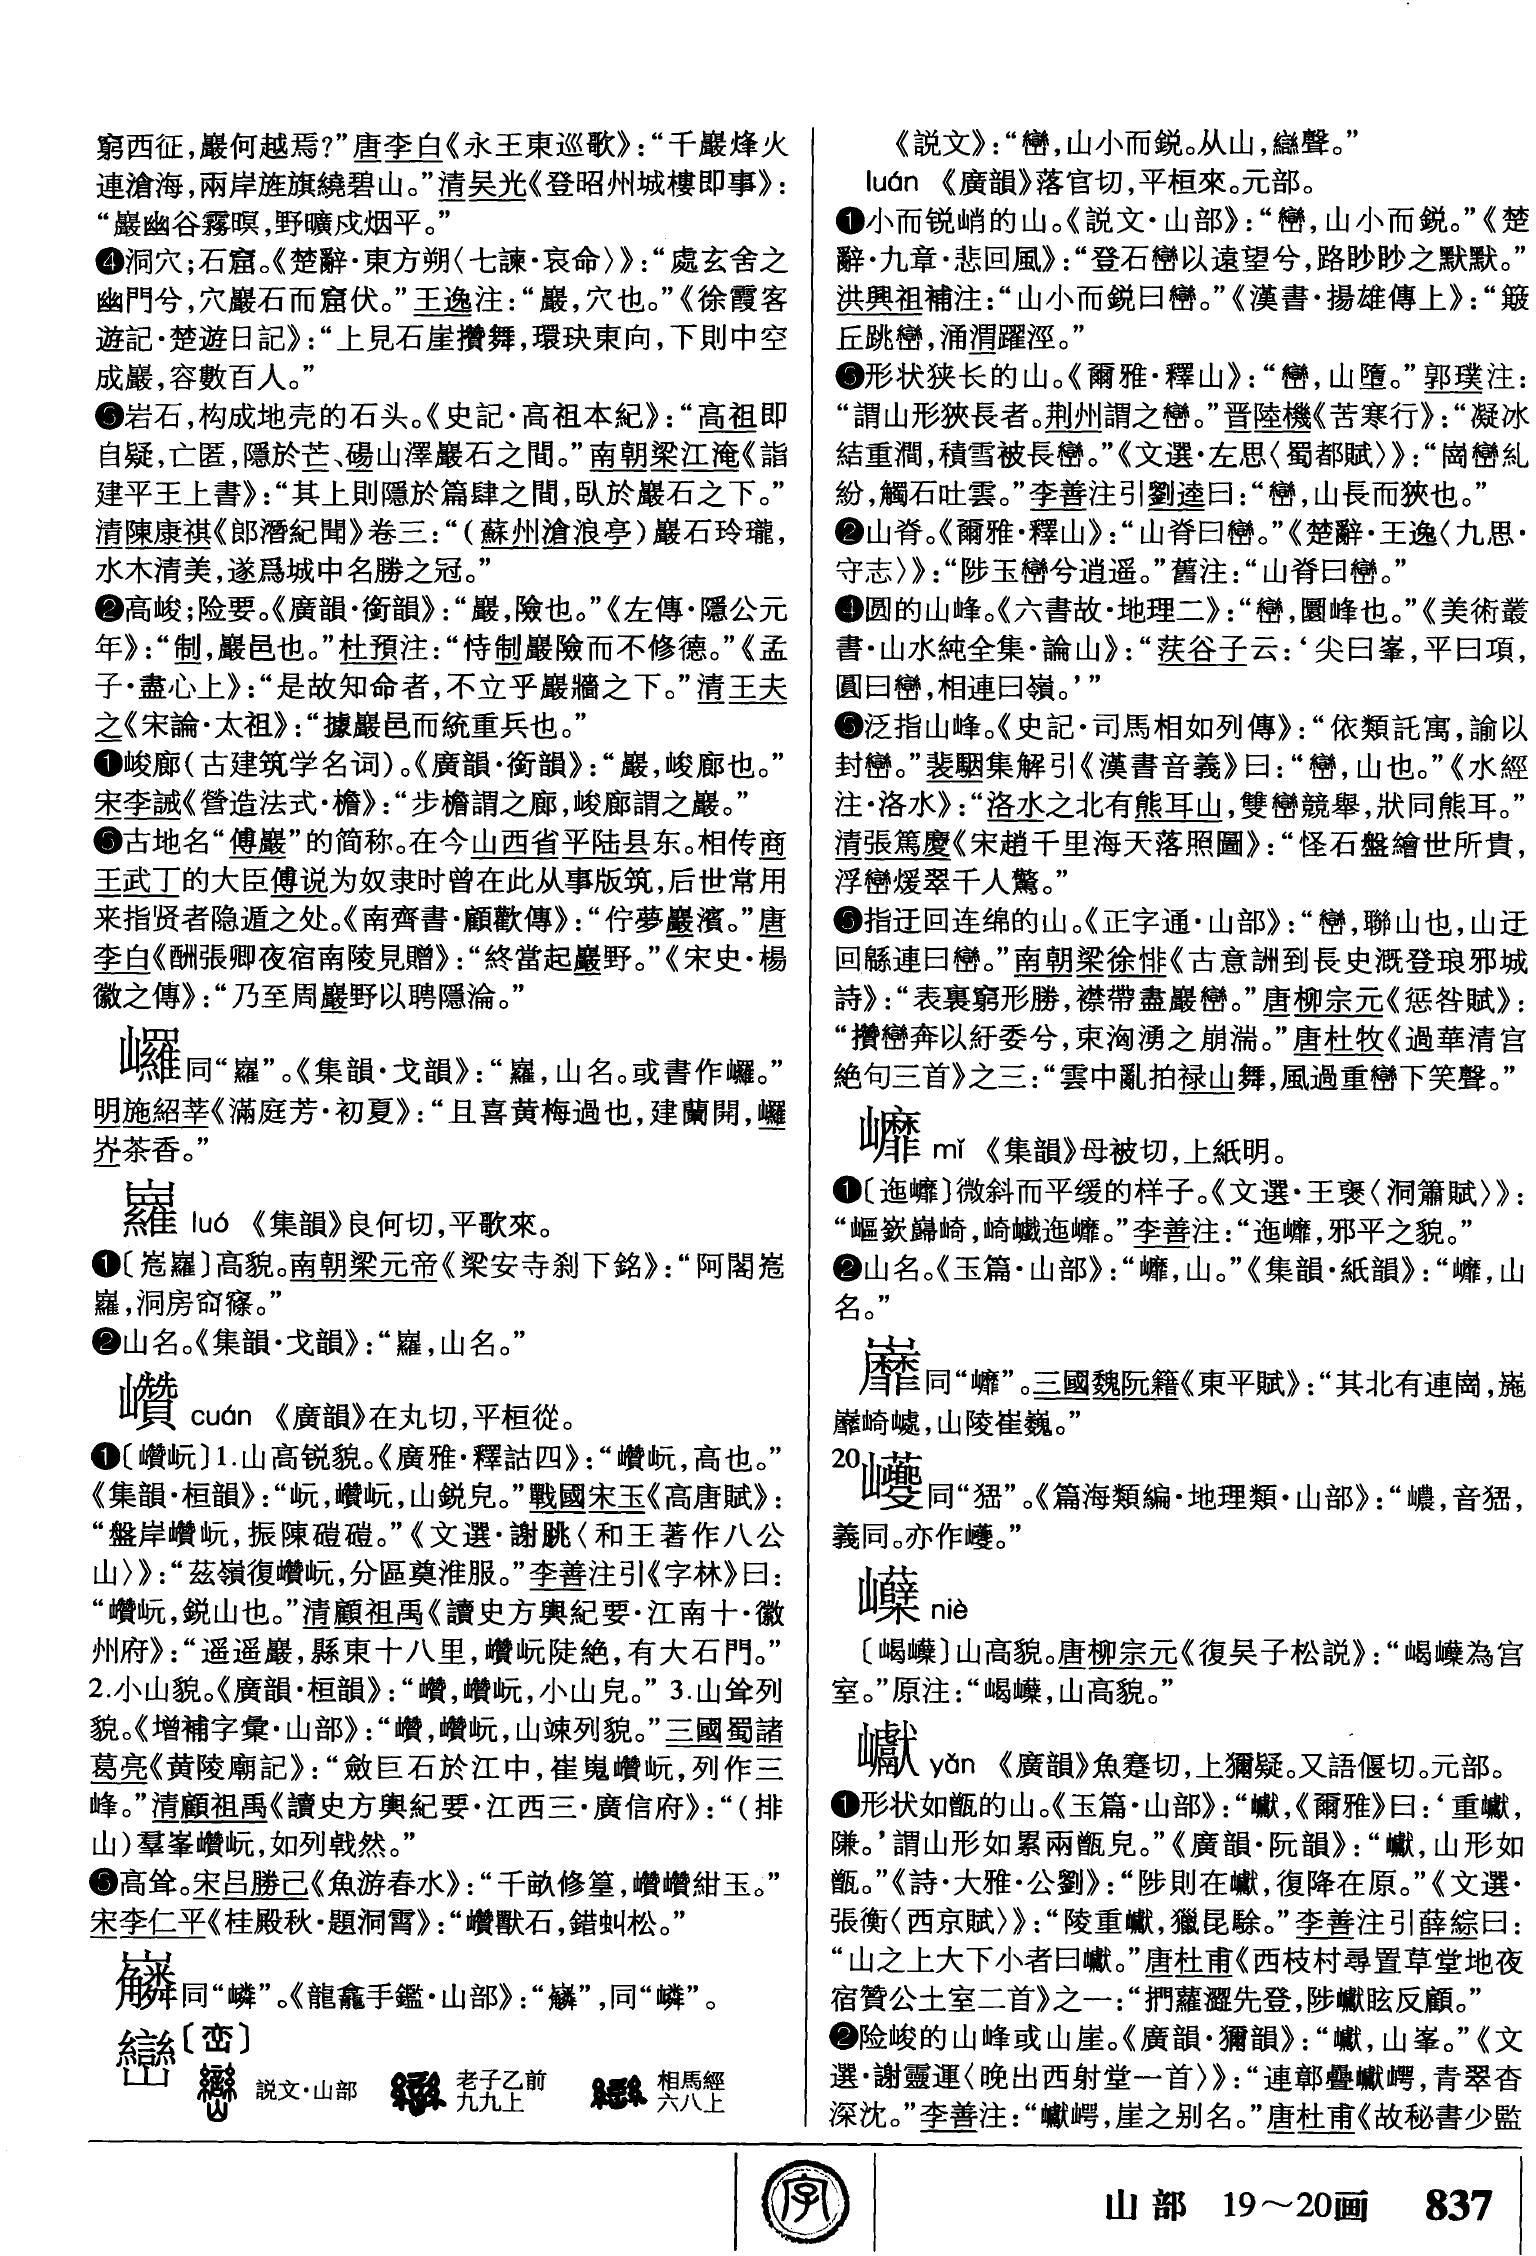 窮西征,巖何越焉?”唐李白《永王東巡歌》:“千巖烽火
連滄海,兩岸旌旗繞碧山。”清吴光《登昭州城樓即事》:
“巖幽谷霧暝,野曠戍烟平。”
❹洞穴;石窟。《楚辭·東方朔〈七諫·哀命〉》:“處玄舍之
幽門兮,穴巖石而窟伏。”王逸注:“巖,穴也。”《徐霞客
遊記·楚遊日記》:“上見石崖攢舞,環玦東向,下則中空
成巖,容數百人。”
❺岩石,构成地壳的石头。《史記·高祖本紀》:“高祖即
自疑,亡匿,隱於芒、碭山澤巖石之間。”南朝梁江淹《詣
建平王上書》:“其上則隱於篇肆之間,臥於巖石之下。”
清陳康祺《郎潛紀聞》卷三:“(蘇州滄浪亭)巖石玲瓏,
水木清美,遂爲城中名勝之冠。”
❷高峻;险要。《廣韻·銜韻》:“巖,險也。”《左傳·隱公元
年》:“制,巖邑也。”杜預注:“恃制巖險而不修德。”《孟
子·盡心上》:“是故知命者,不立乎巖牆之下。”清王夫
之《宋論·太祖》:“據巖邑而統重兵也。”
❶峻廊(古建筑学名词)。《廣韻·銜韻》:“巖,峻廊也。”
宋李誡《營造法式·檐》:“步檐謂之廊,峻廊謂之巖。”
❺古地名“傅巖”的简称。在今山西省平陆县东。相传商
王武丁的大臣傅说为奴隶时曾在此从事版筑,后世常用
来指贤者隐遁之处。《南齊書·顧歡傳》:“佇夢巖濱。”唐
李白《酬張卿夜宿南陵見贈》:“終當起巖野。”《宋史·楊
徽之傳》:“乃至周巖野以聘隱淪。”
㠢同“𡿏”。《集韻·戈韻》:“𡿏,山名。或書作㠢。”
明施紹莘《滿庭芳·初夏》:“且喜黄梅過也,建蘭開,㠢
岕茶香。”
𡿏 luó 《集韻》良何切,平歌來。
❶〔𡿏〕高貌。南朝梁元帝《梁安寺刹下銘》:“阿閣
𡿏,洞房窊窱。”
❷山名。《集韻·戈韻》:“𡿏,山名。”
巑 cuán 《廣韻》在丸切,平桓從。
❶〔巑岏〕1.山高锐貌。《廣雅·釋詁四》:“巑岏,高也。”
《集韻·桓韻》:“岏,巑岏,山鋭皃。”戰國宋玉《高唐賦》:
“盤岸巑岏,振陳磑磑。”《文選·謝朓〈和王著作八公
山〉》:“茲嶺復巑岏,分區奠淮服。”李善注引《字林》曰:
“巑岏,鋭山也。”清顧祖禹《讀史方輿紀要·江南十·徽
州府》:“遥遥巖,縣東十八里,巑岏陡絶,有大石門。”
2.小山貌。《廣韻·桓韻》:“巑,巑岏,小山皃。”3.山耸列
貌。《增補字彙·山部》:“巑,巑岏,山竦列貌。”三國蜀諸
葛亮《黄陵廟記》:“斂巨石於江中,崔嵬巑岏,列作三
峰。”清顧祖禹《讀史方輿紀要·江西三·廣信府》:“(排
山)羣峯巑岏,如列戟然。”
❺高耸。宋吕勝己《魚游春水》:“千畝修篁,巑巑紺玉。”
宋李仁平《桂殿秋·題洞霄》:“巑獸石,錯虯松。”
同“嶙”。《龍龕手鑑·山部》:“”,同“嶙”。
巒〔峦〕
説文·山部 老子乙前九九上 相馬經六八上
《説文》:“巒,山小而鋭。从山,䜌聲。”
luán 《廣韻》落官切,平桓來。元部。
❶小而锐峭的山。《説文·山部》:“巒,山小而鋭。”《楚
辭·九章·悲回風》:“登石巒以遠望兮,路眇眇之默默。”
洪興祖補注:“山小而鋭曰巒。”《漢書·揚雄傳上》:“簸
丘跳巒,涌渭躍涇。”
❺形状狭长的山。《爾雅·釋山》:“巒,山墮。”郭璞注:
“謂山形狹長者。荆州謂之巒。”晋陸機《苦寒行》:“凝冰
結重澗,積雪被長巒。”《文選·左思〈蜀都賦〉》:“崗巒糺
紛,觸石吐雲。”李善注引劉逵曰:“巒,山長而狹也。”
❷山脊。《爾雅·釋山》:“山脊曰巒。”《楚辭·王逸〈九思·
守志〉》:“陟玉巒兮逍遥。”舊注:“山脊曰巒。”
❹圆的山峰。《六書故·地理二》:“巒,圜峰也。”《美術叢
書·山水純全集·論山》:“莢谷子云:‘尖曰峯,平曰項,
圓曰巒,相連曰嶺。’”
❺泛指山峰。《史記·司馬相如列傳》:“依類託寓,諭以
封巒。”裴駰集解引《漢書音義》曰:“巒,山也。”《水經
注·洛水》:“洛水之北有熊耳山,雙巒競舉,狀同熊耳。”
清張篤慶《宋趙千里海天落照圖》:“怪石盤繪世所貴,
浮巒煖翠千人驚。”
❺指迂回连绵的山。《正字通·山部》:“巒,聯山也,山迂
回緜連曰巒。”南朝梁徐悱《古意詶到長史溉登琅邪城
詩》:“表裏窮形勝,襟帶盡巖巒。”唐柳宗元《惩咎賦》:
“攢巒奔以紆委兮,束洶湧之崩湍。”唐杜牧《過華清宫
絶句三首》之三:“雲中亂拍禄山舞,風過重巒下笑聲。”
㠧 mǐ 《集韻》母被切,上紙明。
❶〔迤㠧〕微斜而平缓的样子。《文選·王褒〈洞簫賦〉》:
“嶇嶔巋崎,崎巇迤㠧。”李善注:“迤㠧,邪平之貌。”
❷山名。《玉篇·山部》:“㠧,山。”《集韻·紙韻》:“㠧,山
名。”
同“㠧”。三國魏阮籍《東平賦》:“其北有連崗,崺
崎𡾊,山陵崔巍。”
20 巙同“猱”。《篇海類編·地理類·山部》:“峱,音猱,
義同。亦作巙。”
𡿖 niè
〔嵑𡿖〕山高貌。唐柳宗元《復吴子松説》:“嵑𡿖為宫
室。”原注:“嵑𡿖,山高貌。”
巘 yǎn 《廣韻》魚蹇切,上獮疑。又語偃切。元部。
❶形状如甑的山。《玉篇·山部》:“巘,《爾雅》曰:‘重巘,
隒。’謂山形如累兩甑皃。”《廣韻·阮韻》:“巘,山形如
甑。”《詩·大雅·公劉》:“陟則在巘,復降在原。”《文選·
張衡〈西京賦〉》:“陵重巘,獵昆駼。”李善注引薛綜曰:
“山之上大下小者曰巘。”唐杜甫《西枝村尋置草堂地夜
宿贊公土室二首》之一:“捫蘿澀先登,陟巘眩反顧。”
❷险峻的山峰或山崖。《廣韻·獮韻》:“巘,山峯。”《文
選·謝靈運〈晚出西射堂一首〉》:“連鄣疊巘崿,青翠杳
深沈。”李善注:“巘崿,崖之别名。”唐杜甫《故秘書少監
字
山部 19～20画 837